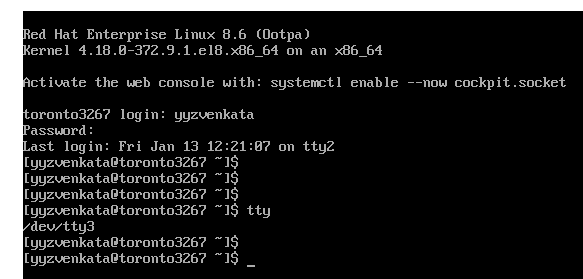 Red Hat Enterprise Linux 8.6 (Ootpa)
Kernel 4.18.0-372.9.1.el8.x86_64 on an x86_64
Activate the web console with: systemctl enable --now cockpit.socket
toronto3267 login: yyzvenkata
Password:
Last login: Fri Jan 13 12:21:07 on tty2
[yyzvenkata@toronto3267 ~]$
[yyzvenkata@toronto3267 ~]$
[yyzvenkata@toronto3267 ~]$
[yyzvenkata@toronto3267 ~]$ tty
/dev/tty3
[yyzvenkata@toronto3267 ~]$
[yyzvenkata@toronto3267 ~]$ _